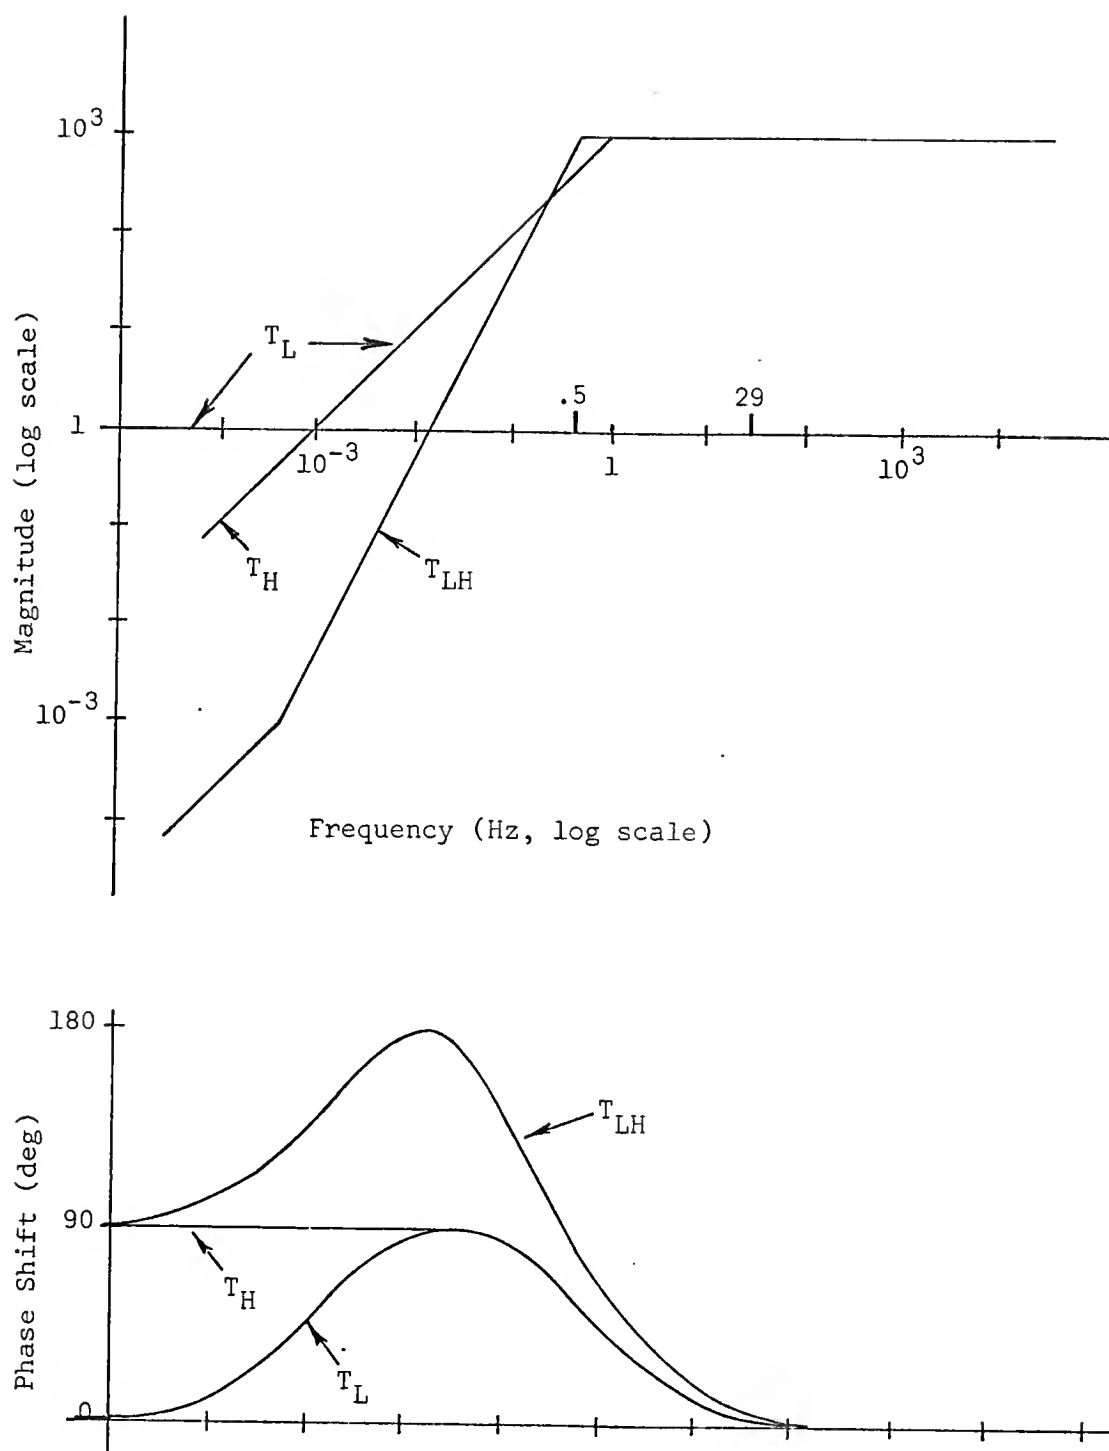 10^3
T_L
Magnitude (log scale)
.5
29
1
10^-3
1
10^3
T_H
T_LH
10^-3
Frequency (Hz, log scale)
180
T_LH
Phase Shift (deg)
90
T_H
T_L
0